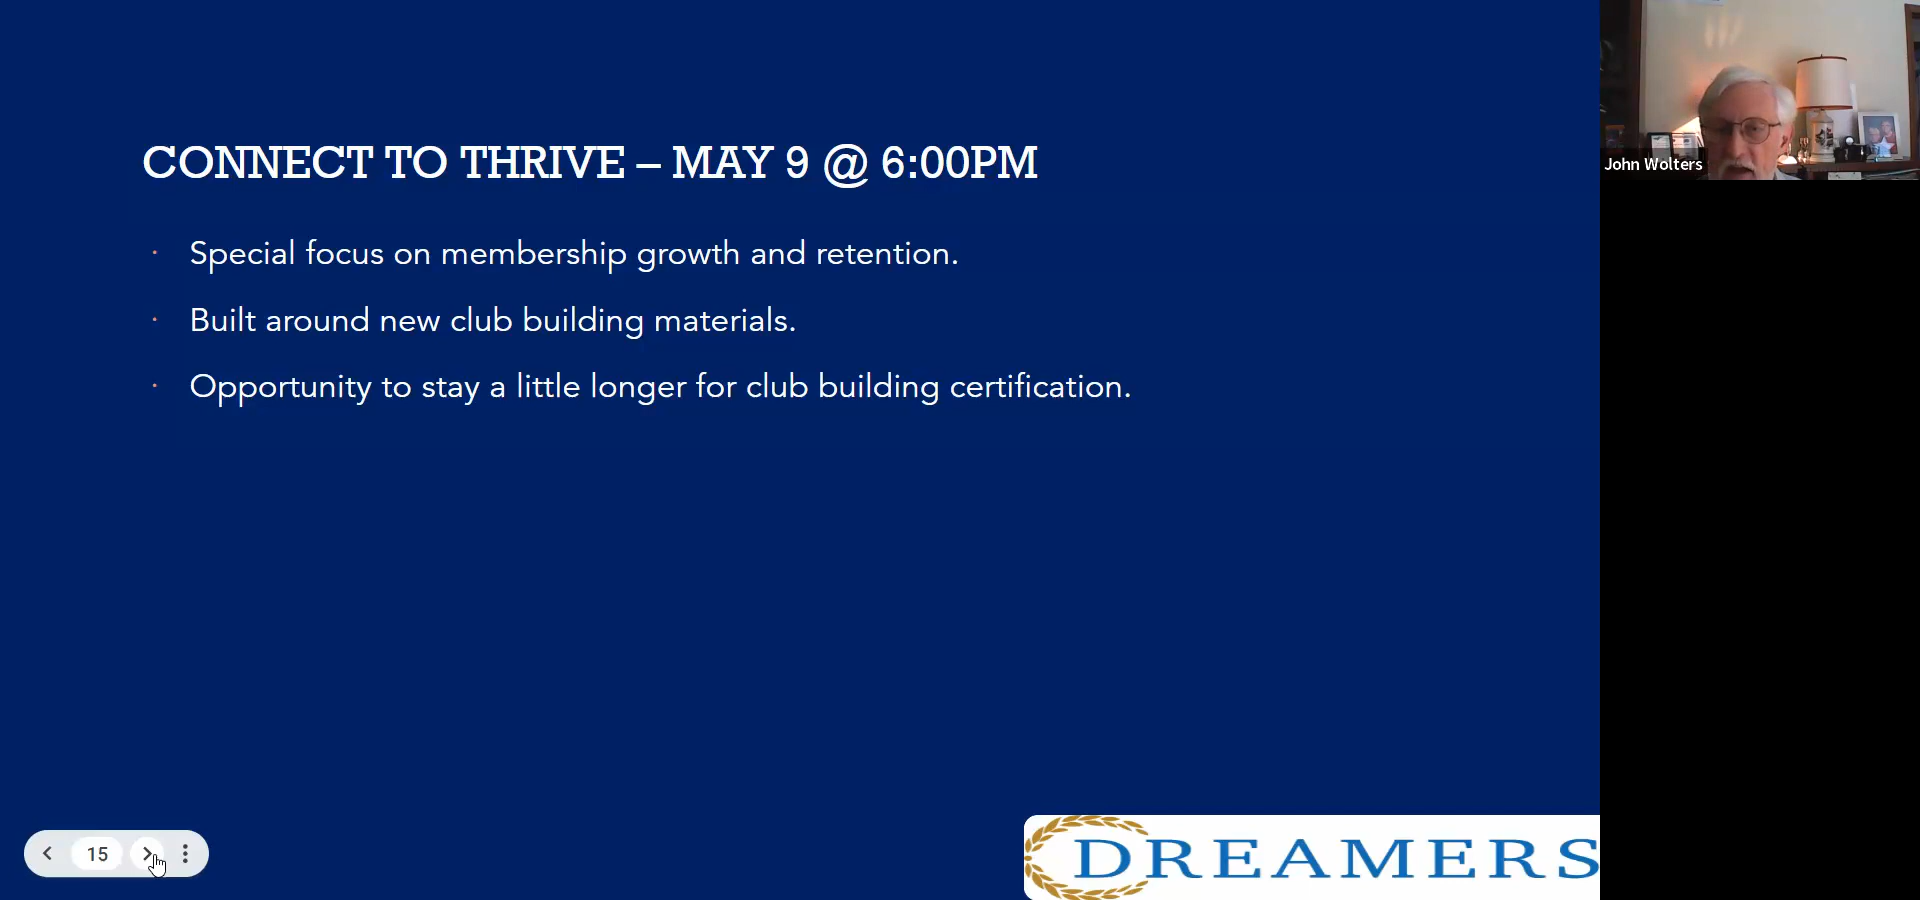 CONNECT TO THRIVE – MAY 9 @ 6:00PM
· Special focus on membership growth and retention.
· Built around new club building materials.
· Opportunity to stay a little longer for club building certification.
John Wolters
15
DREAMERS